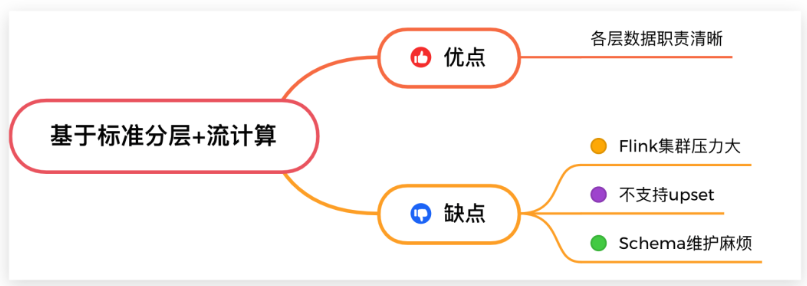 基于标准分层+流计算
优点
各层数据职责清晰
缺点
Flink集群压力大
不支持upset
Schema维护麻烦